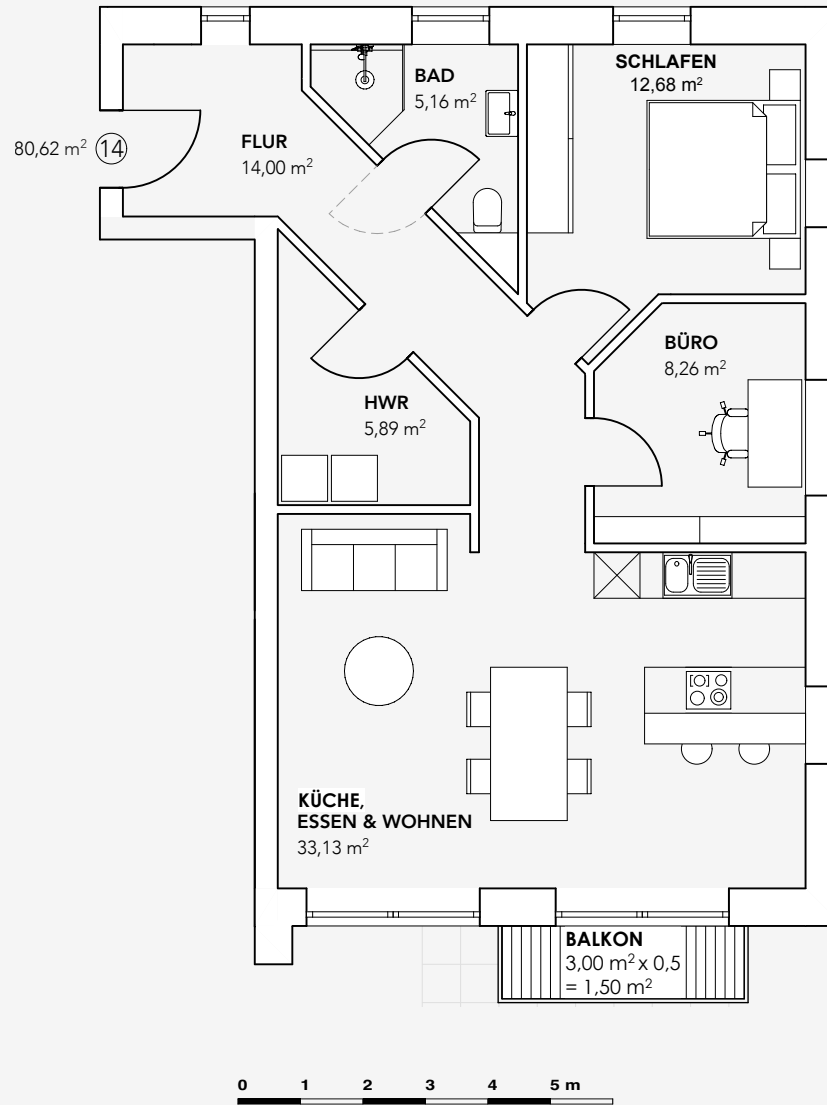 SCHLAFEN
12,68 m²
BAD
5,16 m²
FLUR
14,00 m²
80,62 m² 14
BÜRO
8,26 m²
HWR
5,89 m²
KÜCHE,
ESSEN & WOHNEN
33,13 m²
BALKON
3,00 m² x 0,5
= 1,50 m²
0 1 2 3 4 5 m